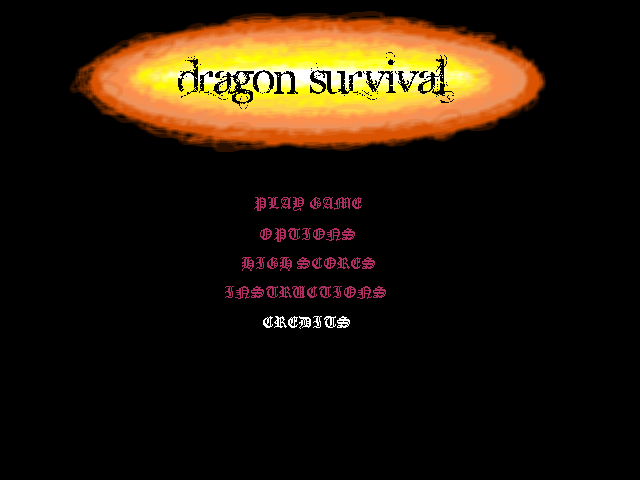 dragon survival
PLAY GAME
OPTIONS
HIGH SCORES
INSTRUCTIONS
CREDITS